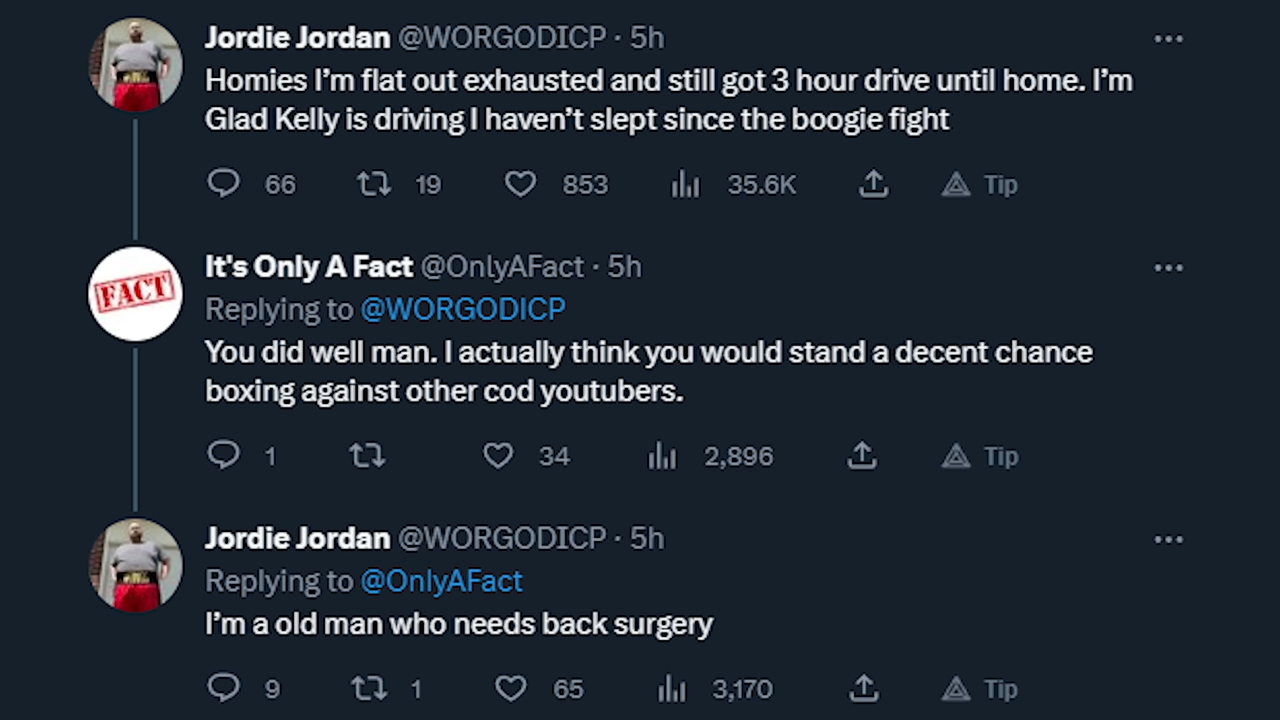 Jordie Jordan @WORGODICP · 5h
Homies I’m flat out exhausted and still got 3 hour drive until home. I’m
Glad Kelly is driving I haven’t slept since the boogie fight
66 19 853 35.6K Tip
It's Only A Fact @OnlyAFact · 5h
FACT
Replying to @WORGODICP
You did well man. I actually think you would stand a decent chance
boxing against other cod youtubers.
1 34 2,896 Tip
Jordie Jordan @WORGODICP · 5h
Replying to @OnlyAFact
I’m a old man who needs back surgery
9 1 65 3,170 Tip